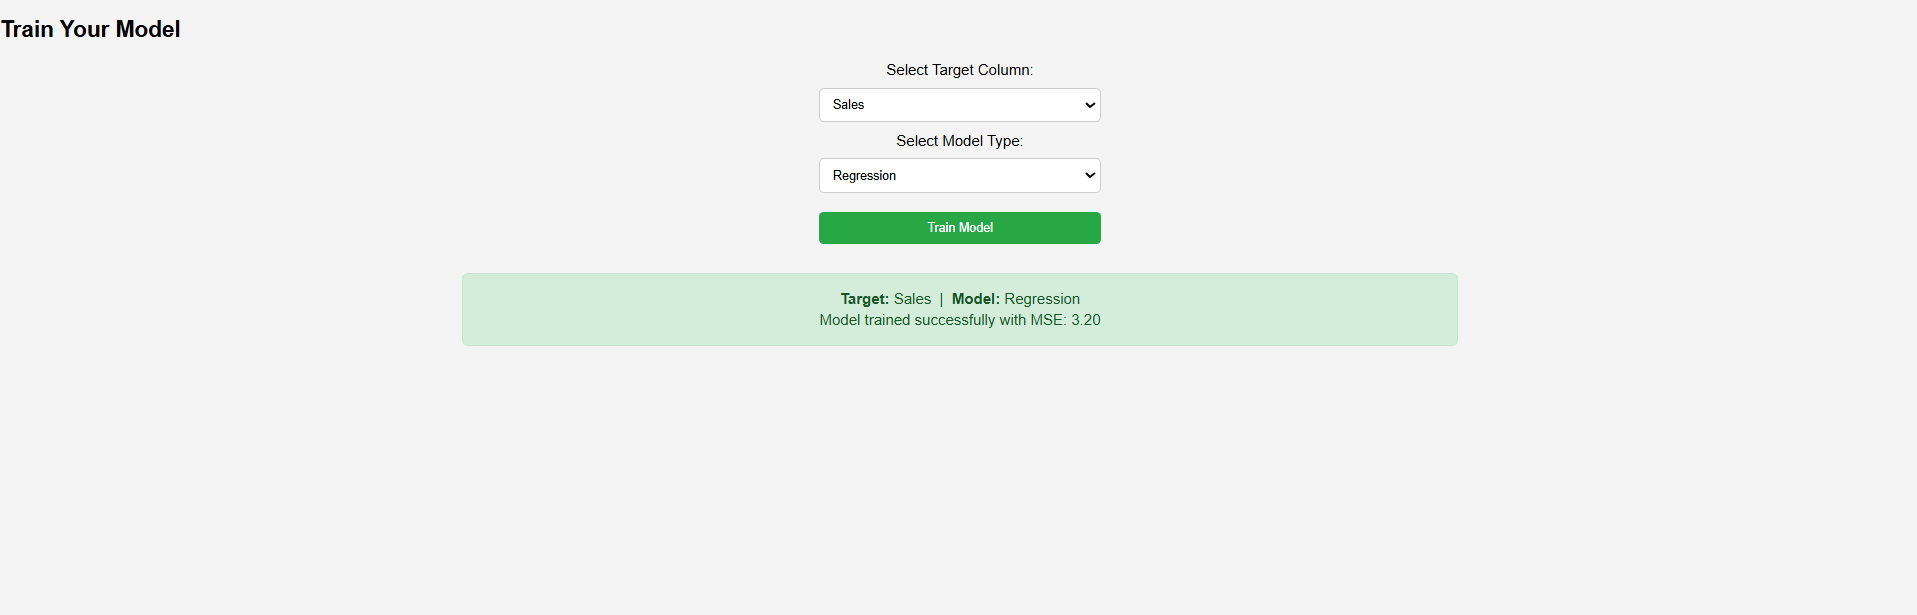 Train Your Model
Select Target Column:
Sales
Select Model Type:
Regression
Train Model
Target: Sales | Model: Regression
Model trained successfully with MSE: 3.20